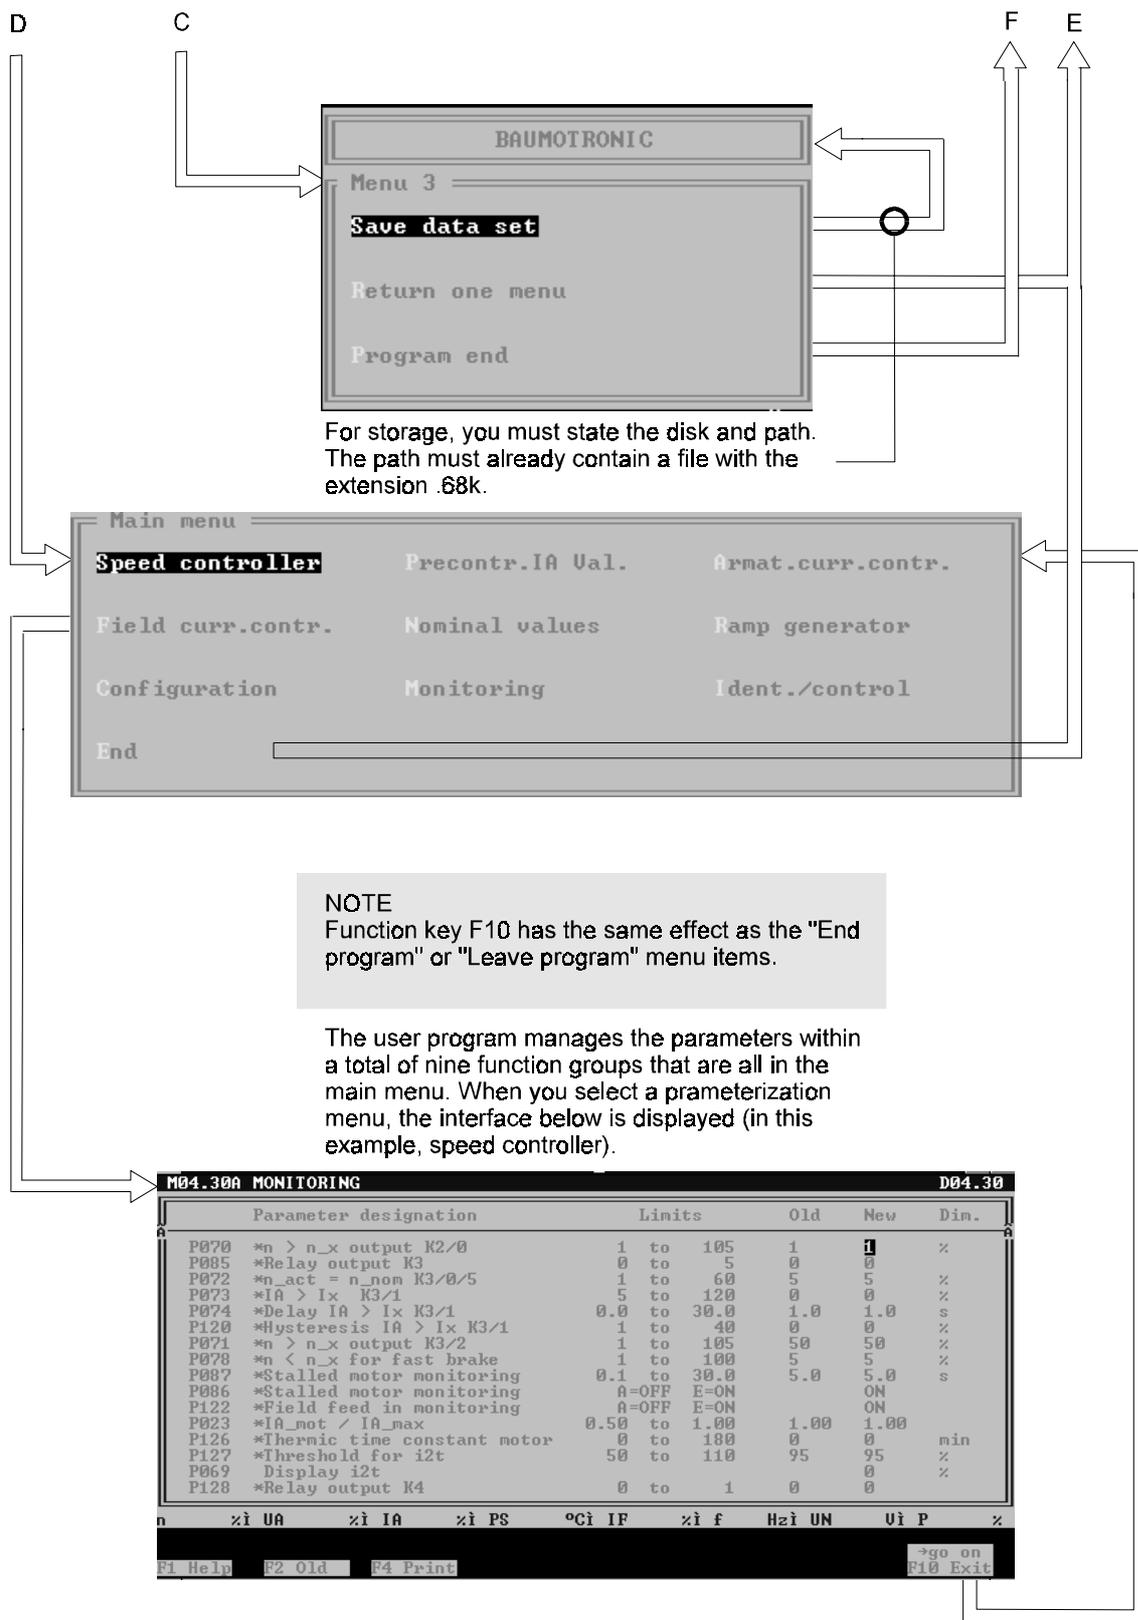 D C F E
BAUMOTRONIC
Menu 3
Save data set
Return one menu
Program end
For storage, you must state the disk and path.
The path must already contain a file with the
extension .68k.
Main menu
Speed controller Precontr.IA Val. Armat.curr.contr.
Field curr.contr. Nominal values Ramp generator
Configuration Monitoring Ident./control
End
NOTE
Function key F10 has the same effect as the "End
program" or "Leave program" menu items.
The user program manages the parameters within
a total of nine function groups that are all in the
main menu. When you select a prameterization
menu, the interface below is displayed (in this
example, speed controller).
M04.30A MONITORING D04.30
Parameter designation Limits Old New Dim.
P070 *n > n_x output K2/0 1 to 105 1 1 %
P085 *Relay output K3 0 to 5 0 0
P072 *n_act = n_nom K3/0/5 1 to 60 5 5 %
P073 *IA > Ix K3/1 5 to 120 0 0 %
P074 *Delay IA > Ix K3/1 0.0 to 30.0 1.0 1.0 s
P120 *Hysteresis IA > Ix K3/1 1 to 40 0 0 %
P071 *n > n_x output K3/2 1 to 105 50 50 %
P078 *n < n_x for fast brake 1 to 100 5 5 %
P087 *Stalled motor monitoring 0.1 to 30.0 5.0 5.0 s
P086 *Stalled motor monitoring A=OFF E=ON ON
P122 *Field feed in monitoring A=OFF E=ON ON
P023 *IA_mot / IA_max 0.50 to 1.00 1.00 1.00
P126 *Thermic time constant motor 0 to 180 0 0 min
P127 *Threshold for i2t 50 to 110 95 95 %
P069 Display i2t 0 %
P128 *Relay output K4 0 to 1 0 0
n %ì UA %ì IA %ì PS ºCì IF %ì f Hzì UN Vì P %
→go on
F1 Help F2 Old F4 Print F10 Exit